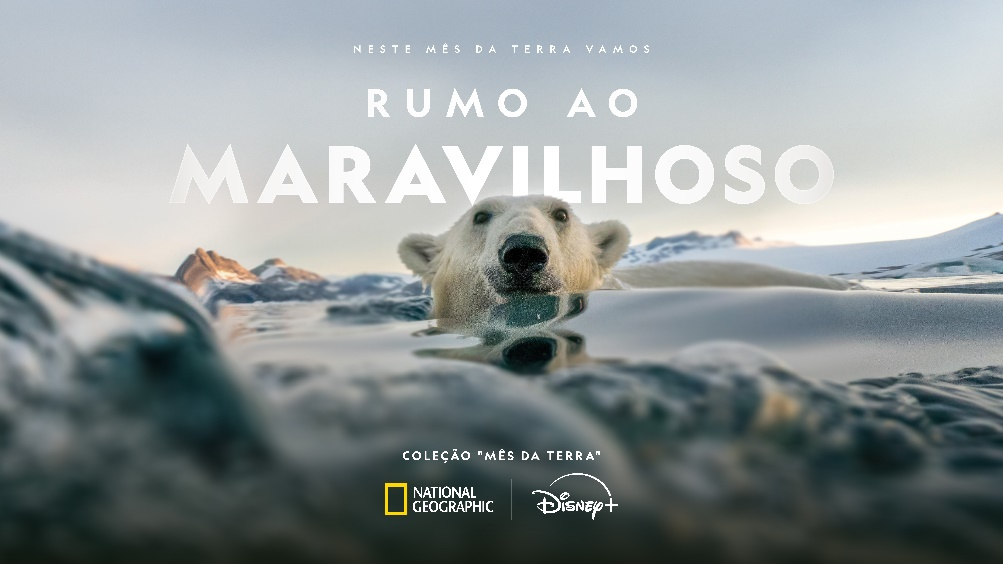 NESTE MÊS DA TERRA VAMOS
RUMO AO
MARAVILHOSO
COLEÇÃO "MÊS DA TERRA"
NATIONAL
GEOGRAPHIC
Disney+